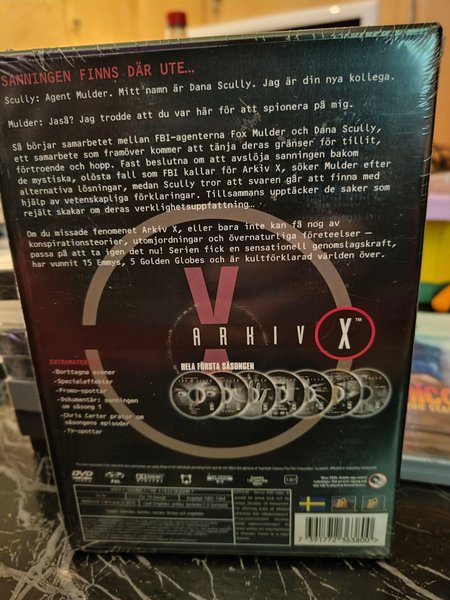 SANNINGEN FINNS DÄR UTE...
Scully: Agent Mulder. Mitt namn är Dana Scully. Jag är din nya kollega.
Mulder: Jaså? Jag trodde att du var här för att spionera på mig.
Så börjar samarbetet mellan FBI-agenterna Fox Mulder och Dana Scully,
ett samarbete som framöver kommer att tänja deras gränser för tillit,
förtroende och hopp. Fast beslutna om att avslöja sanningen bakom
de mystiska, olösta fall som FBI kallar för Arkiv X, söker Mulder efter
alternativa lösningar, medan Scully tror att svaren går att finna med
hjälp av vetenskapliga förklaringar. Tillsammans upptäcker de saker som
rejält skakar om deras verklighetsuppfattning...
Om du missade fenomenet Arkiv X, eller bara inte kan få nog av
konspirationsteorier, utomjordningar och övernaturliga företeelser –
passa på att ta igen det nu! Serien fick en sensationell genomslagskraft,
har vunnit 15 Emmys, 5 Golden Globes och är kultförklarad världen över.
X
ARKIV X™
HELA FÖRSTA SÄSONGEN
EXTRAMATERIAL
-Borttagna scener
-Specialeffekter
-Promo-spottar
-Dokumentär: sanningen
om säsong 1
-Chris Carter pratar om
säsongens episoder
-TV-spottar
DVD
PAL
7 391772 363800 >